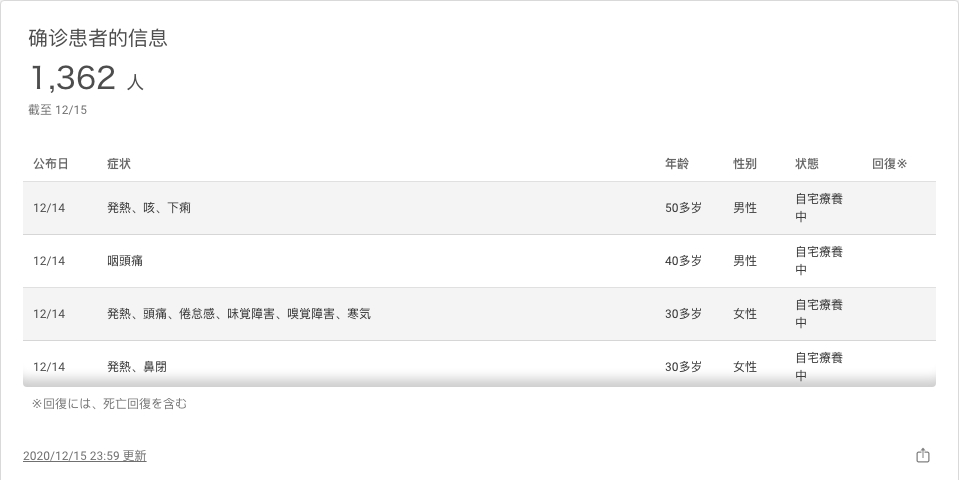 确诊患者的信息
1,362 人
截至 12/15
公布日 症状 年龄 性别 状態 回復※
12/14 発熱、咳、下痢 50多岁 男性 自宅療養
中
12/14 咽頭痛 40多岁 男性 自宅療養
中
12/14 発熱、頭痛、倦怠感、味覚障害、嗅覚障害、寒気 30多岁 女性 自宅療養
中
12/14 発熱、鼻閉 30多岁 女性 自宅療養
中
※回復には、死亡回復を含む
2020/12/15 23:59 更新